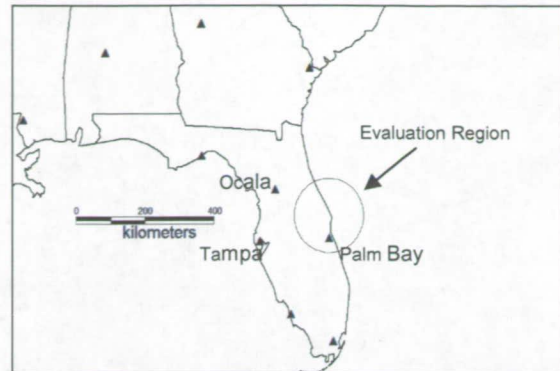 Evaluation Region
Ocala
0 200 400
kilometers
Tampa
Palm Bay